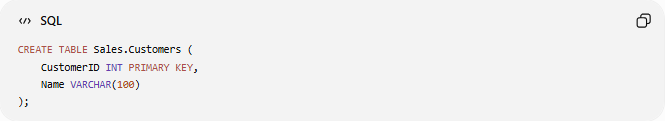 SQL
CREATE TABLE Sales.Customers (
    CustomerID INT PRIMARY KEY,
    Name VARCHAR(100)
);